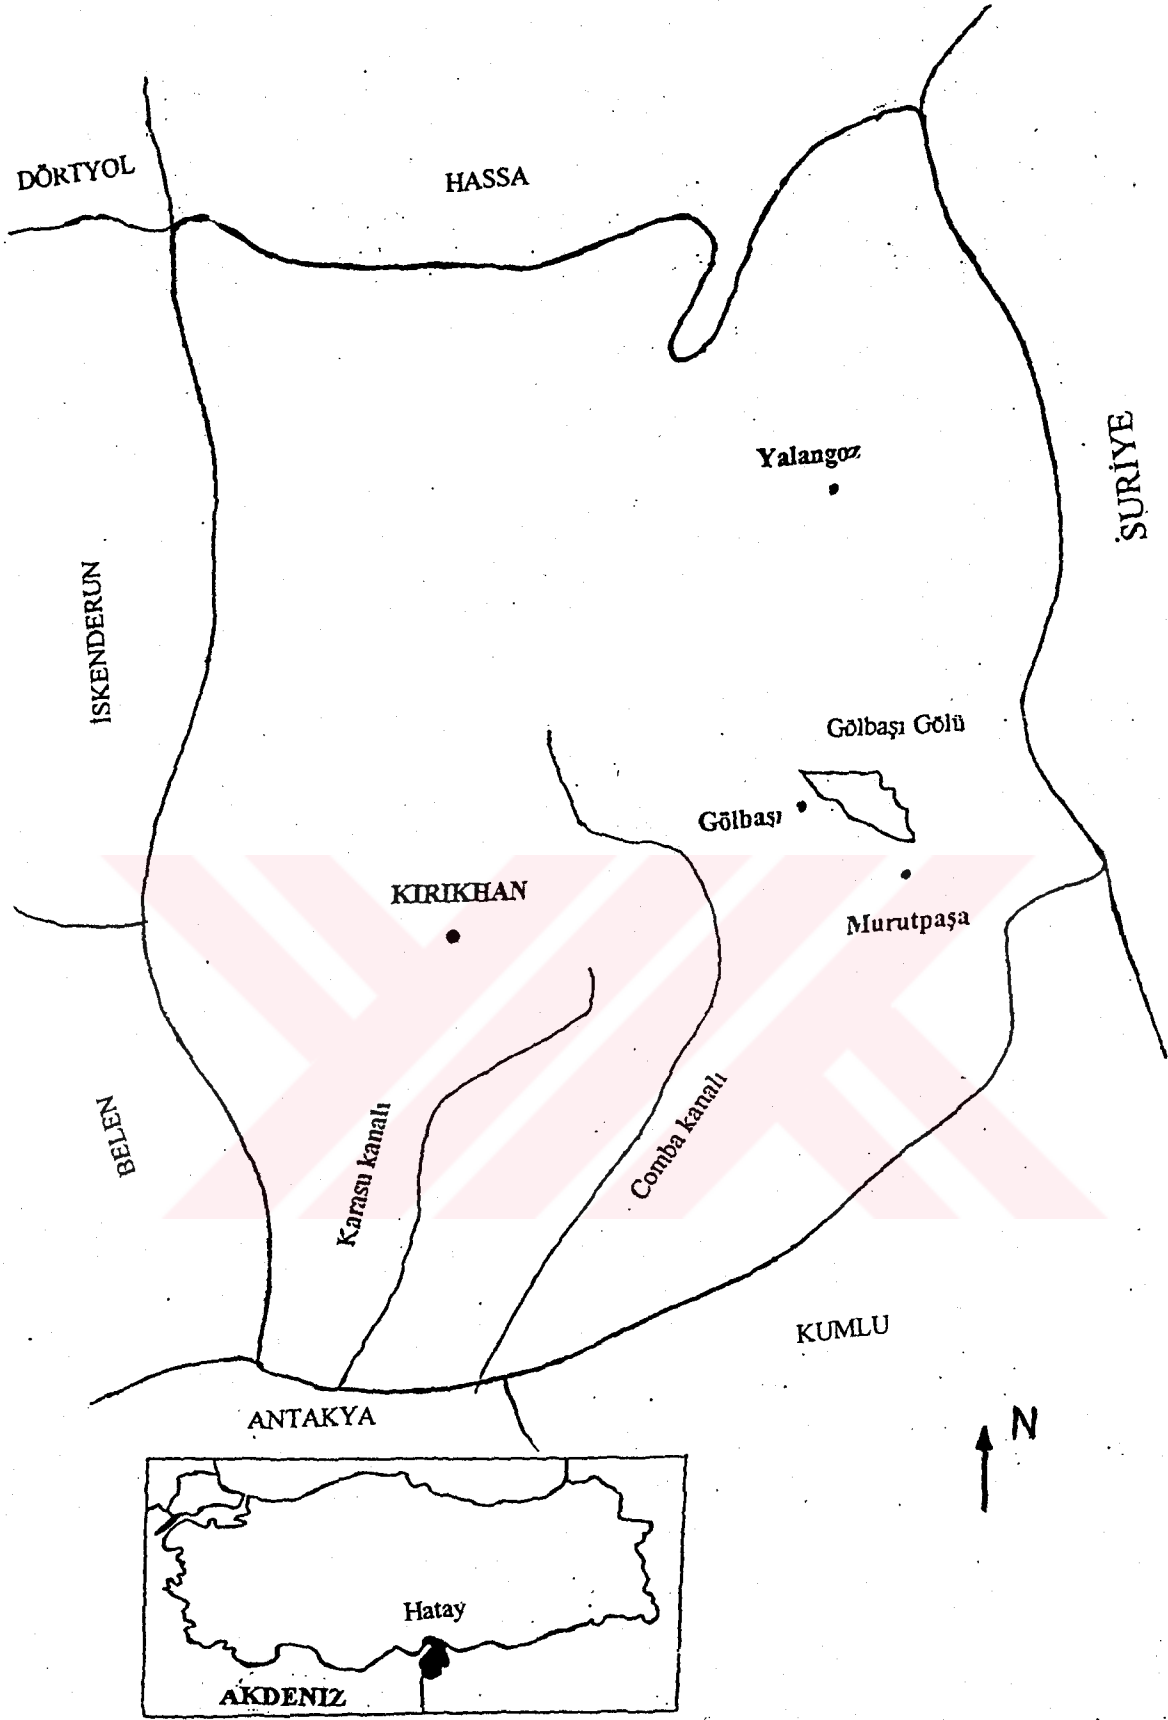 DÖRTYOL
HASSA
Yalangoz
SURİYE
İSKENDERUN
Gölbaşı Gölü
Gölbaşı
KIRIKHAN
Murutpaşa
BELEN
Karasu kanalı
Comba kanalı
KUMLU
ANTAKYA
N
Hatay
AKDENIZ